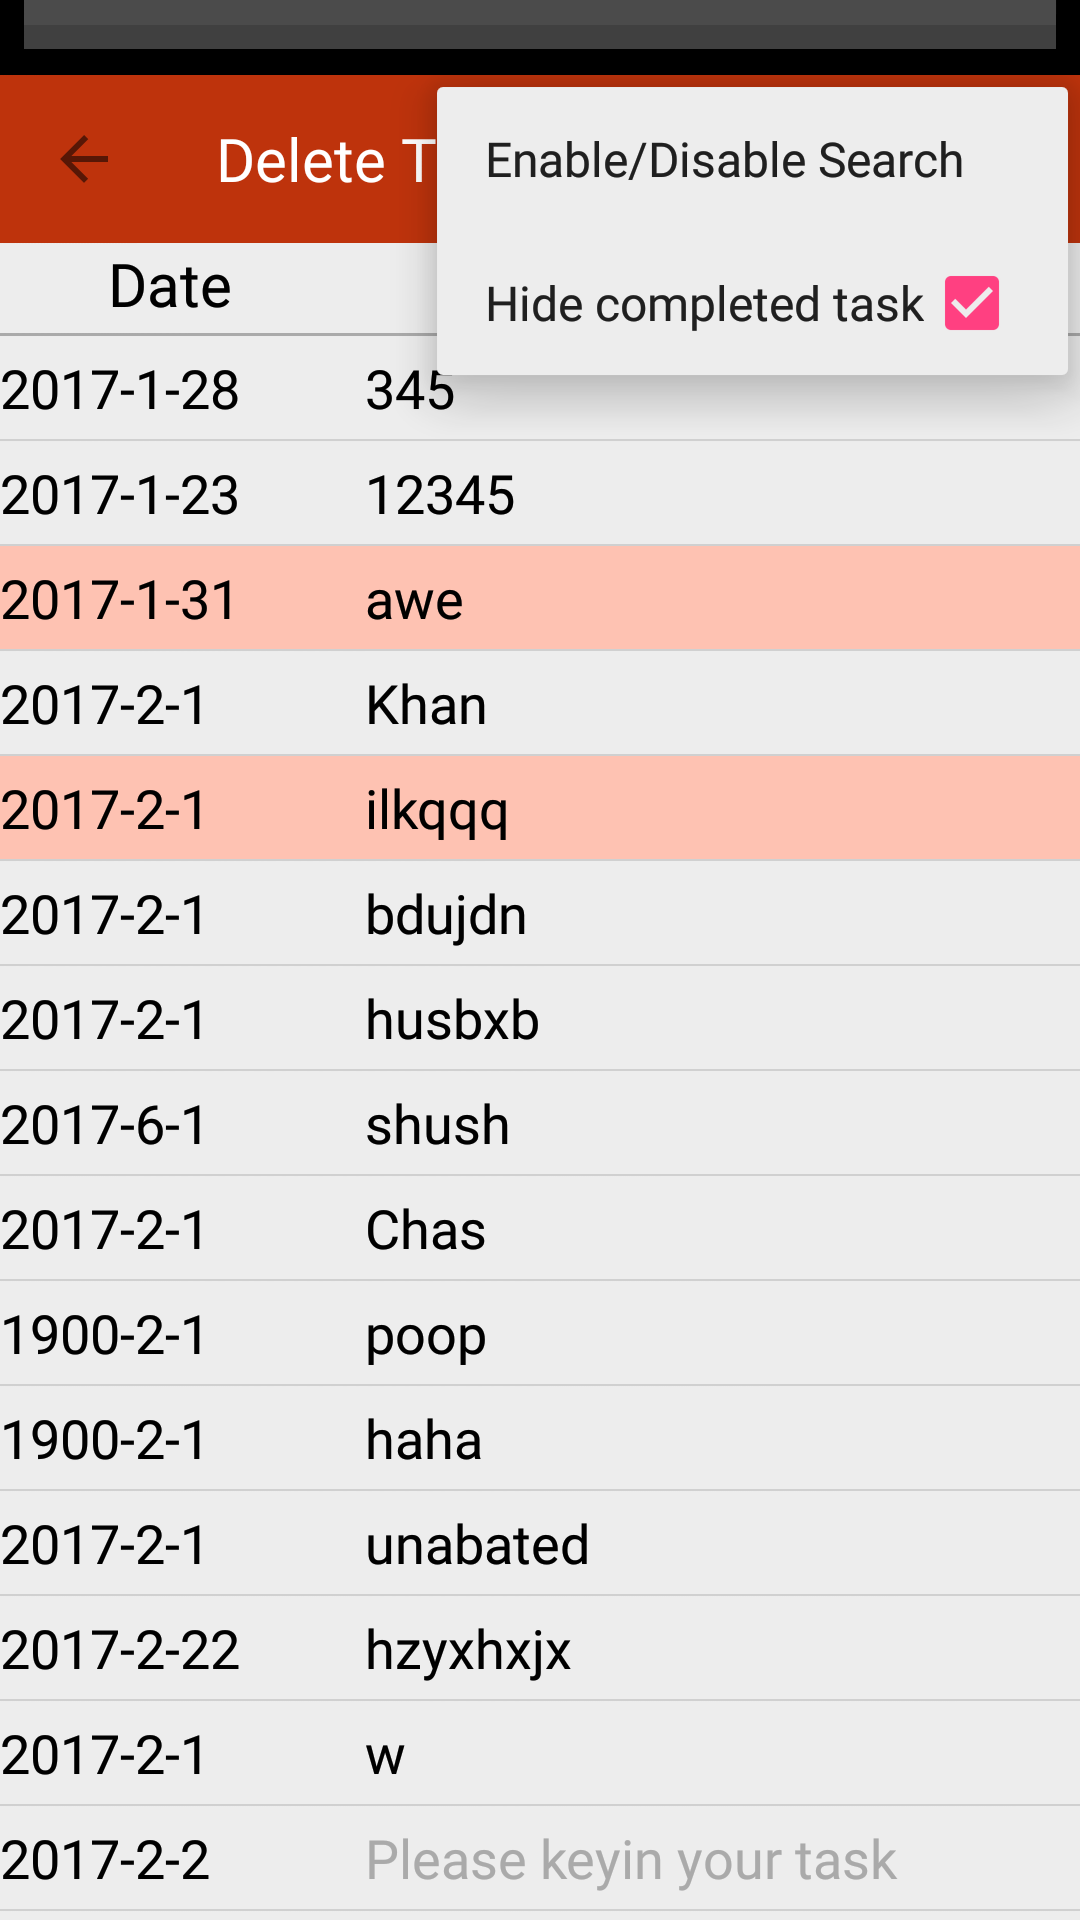 Delete T
Enable/Disable Search
Hide completed task
Date
2017-1-28 345
2017-1-23 12345
2017-1-31 awe
2017-2-1 Khan
2017-2-1 ilkqqq
2017-2-1 bdujdn
2017-2-1 husbxb
2017-6-1 shush
2017-2-1 Chas
1900-2-1 poop
1900-2-1 haha
2017-2-1 unabated
2017-2-22 hzyxhxjx
2017-2-1 w
2017-2-2 Please keyin your task